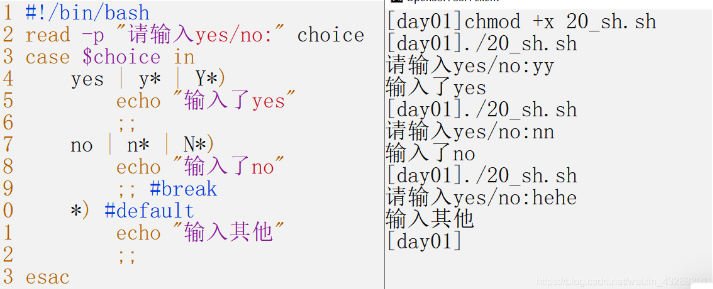 1 #!/bin/bash
2 read -p "请输入yes/no:" choice
3 case $choice in
4 yes | y* | Y*)
5 echo "输入了yes"
6 ;;
7 no | n* | N*)
8 echo "输入了no"
9 ;; #break
0 *) #default
1 echo "输入其他"
2 ;;
3 esac
[day01]chmod +x 20_sh.sh
[day01]./20_sh.sh
请输入yes/no:yy
输入了yes
[day01]./20_sh.sh
请输入yes/no:nn
输入了no
[day01]./20_sh.sh
请输入yes/no:hehe
输入其他
[day01]